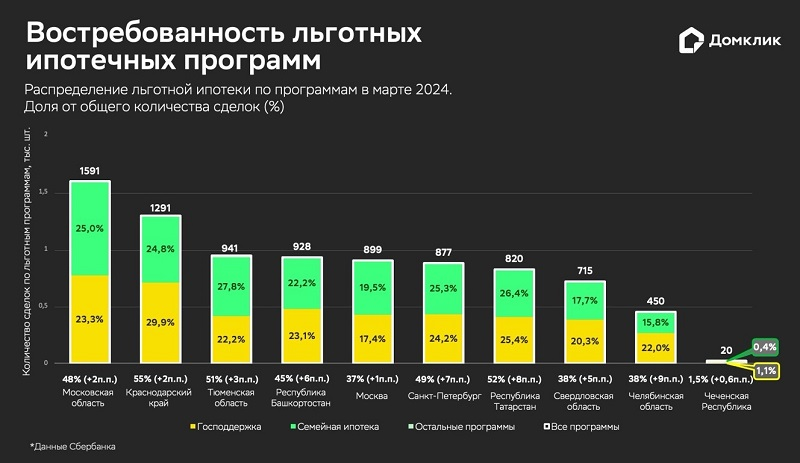 Востребованность льготных
ипотечных программ
Домклик
Распределение льготной ипотеки по программам в марте 2024.
Доля от общего количества сделок (%)
Количество сделок по льготным программам, тыс. шт.
2
1,5
1
0,5
0
1591
1291
941
928
899
877
820
715
450
20
25,0%
24,8%
27,8%
22,2%
19,5%
25,3%
26,4%
17,7%
15,8%
0,4%
23,3%
29,9%
22,2%
23,1%
17,4%
24,2%
25,4%
20,3%
22,0%
1,1%
48% (+2п.п.)
55% (+2п.п.)
51% (+3п.п.)
45% (+6п.п.)
37% (+1п.п.)
49% (+7п.п.)
52% (+8п.п.)
38% (+5п.п.)
38% (+9п.п.)
1,5% (+0,6п.п.)
Московская
область
Краснодарский
край
Тюменская
область
Республика
Башкортостан
Москва
Санкт-Петербург
Республика
Татарстан
Свердловская
область
Челябинская
область
Чеченская
Республика
Господдержка
Семейная ипотека
Остальные программы
Все программы
*Данные Сбербанка